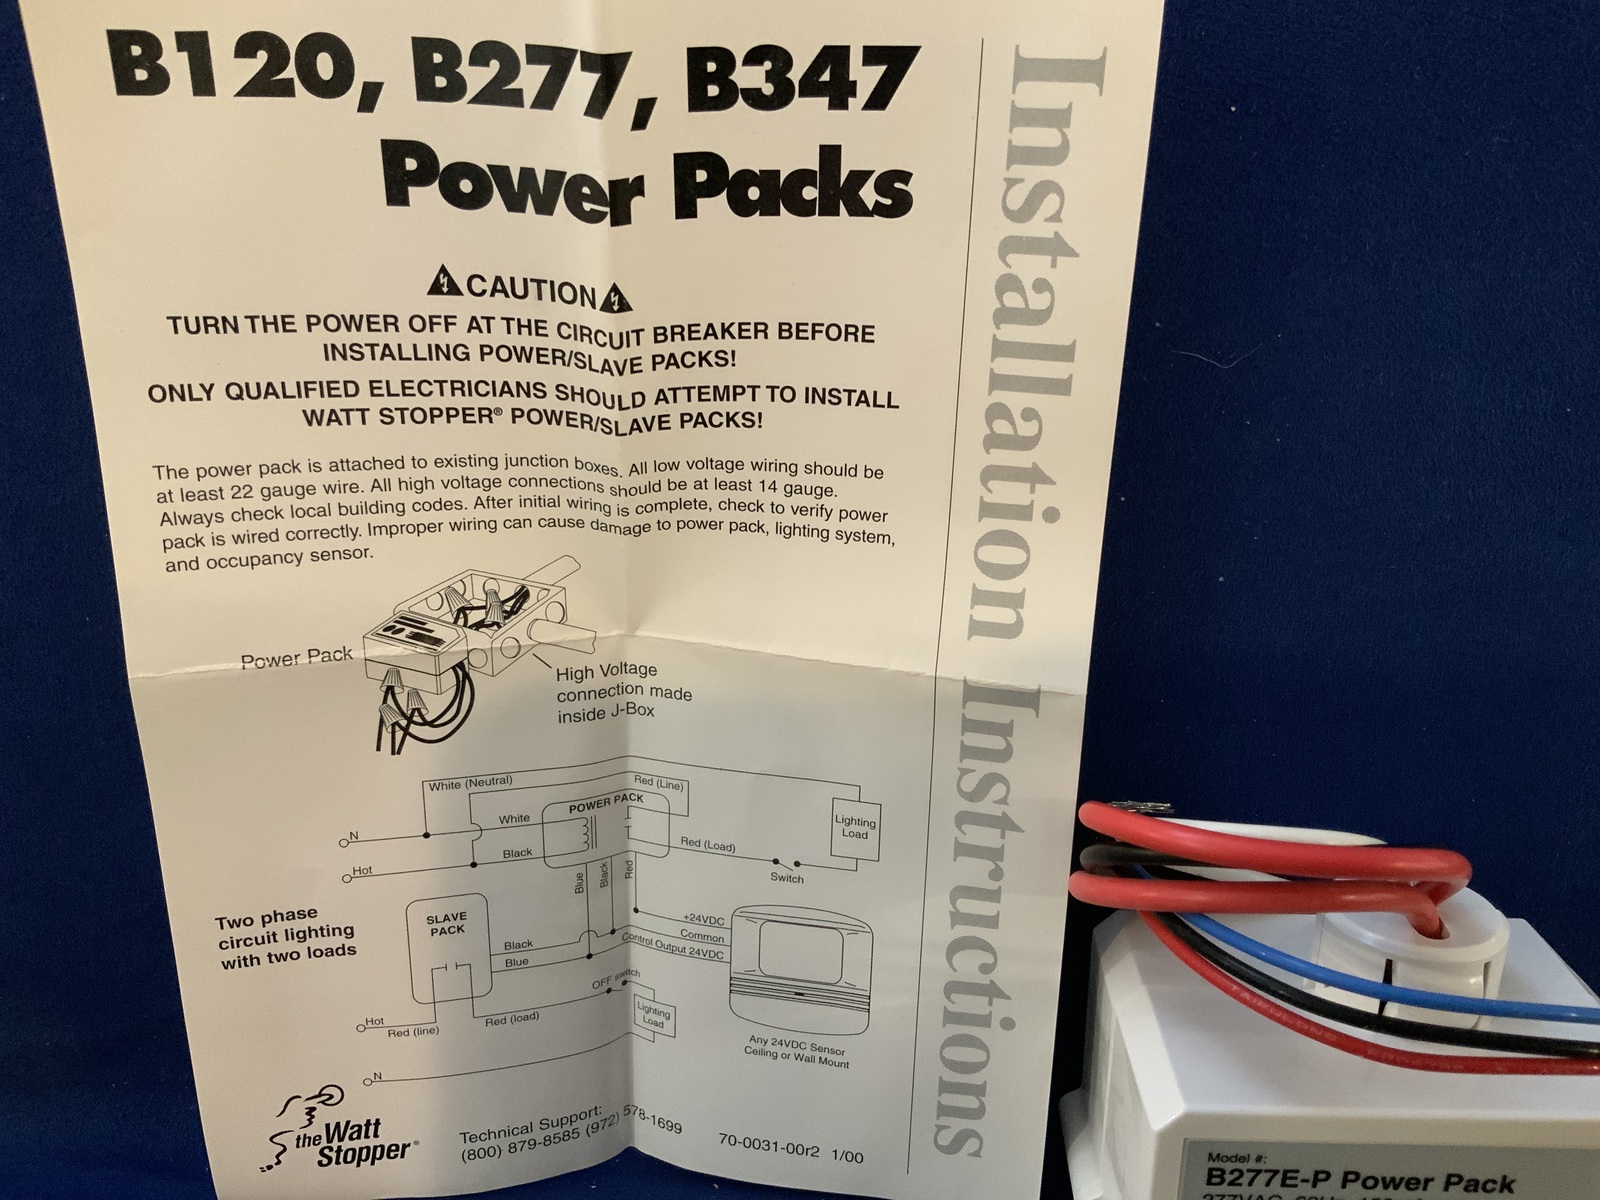 B120, B277, B347
Power Packs
CAUTION
TURN THE POWER OFF AT THE CIRCUIT BREAKER BEFORE
INSTALLING POWER/SLAVE PACKS!
ONLY QUALIFIED ELECTRICIANS SHOULD ATTEMPT TO INSTALL
WATT STOPPER® POWER/SLAVE PACKS!
The power pack is attached to existing junction boxes. All low voltage wiring should be
at least 22 gauge wire. All high voltage connections should be at least 14 gauge.
Always check local building codes. After initial wiring is complete, check to verify power
pack is wired correctly. Improper wiring can cause damage to power pack, lighting system,
and occupancy sensor.
Power Pack
High Voltage
connection made
inside J-Box
White (Neutral)
Red (Line)
POWER PACK
N
White
Lighting
Load
Red (Load)
Hot
Black
Switch
Blue
Black
Red
Two phase
circuit lighting
with two loads
SLAVE
PACK
+24VDC
Common
Control Output 24VDC
Black
Blue
OFF switch
Lighting
Load
Hot
Red (line)
Red (load)
Any 24VDC Sensor
Ceiling or Wall Mount
N
the Watt
Stopper®
Technical Support:
(800) 879-8585 (972) 578-1699
70-0031-00r2 1/00
Installation Instructions
Model #:
B277E-P Power Pack